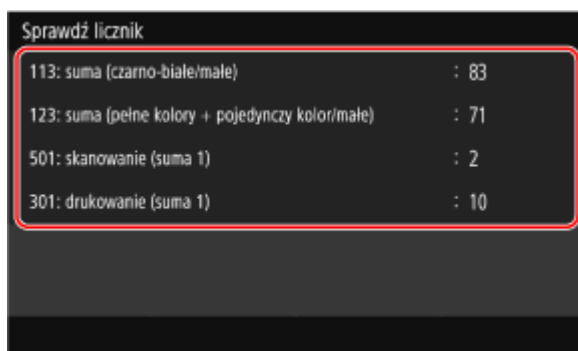 Sprawdź licznik
113: suma (czarno-białe/małe) : 83
123: suma (pełne kolory + pojedynczy kolor/małe) : 71
501: skanowanie (suma 1) : 2
301: drukowanie (suma 1) : 10